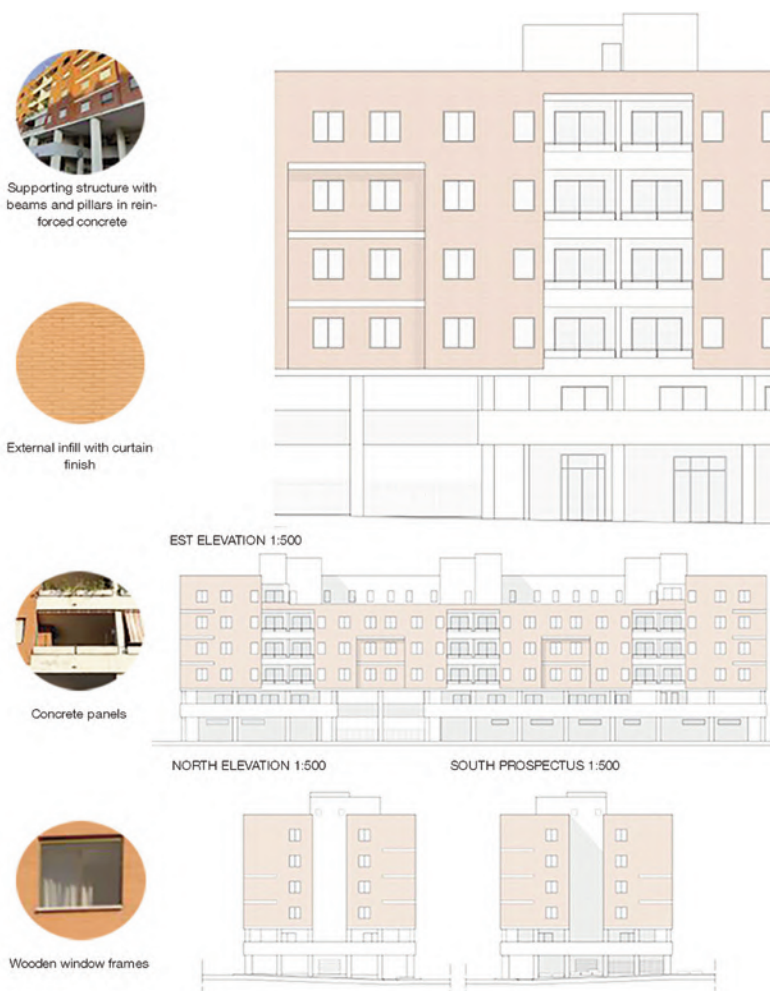 Supporting structure with
beams and pillars in rein-
forced concrete
External infill with curtain
finish
EST ELEVATION 1:500
Concrete panels
NORTH ELEVATION 1:500
SOUTH PROSPECTUS 1:500
Wooden window frames